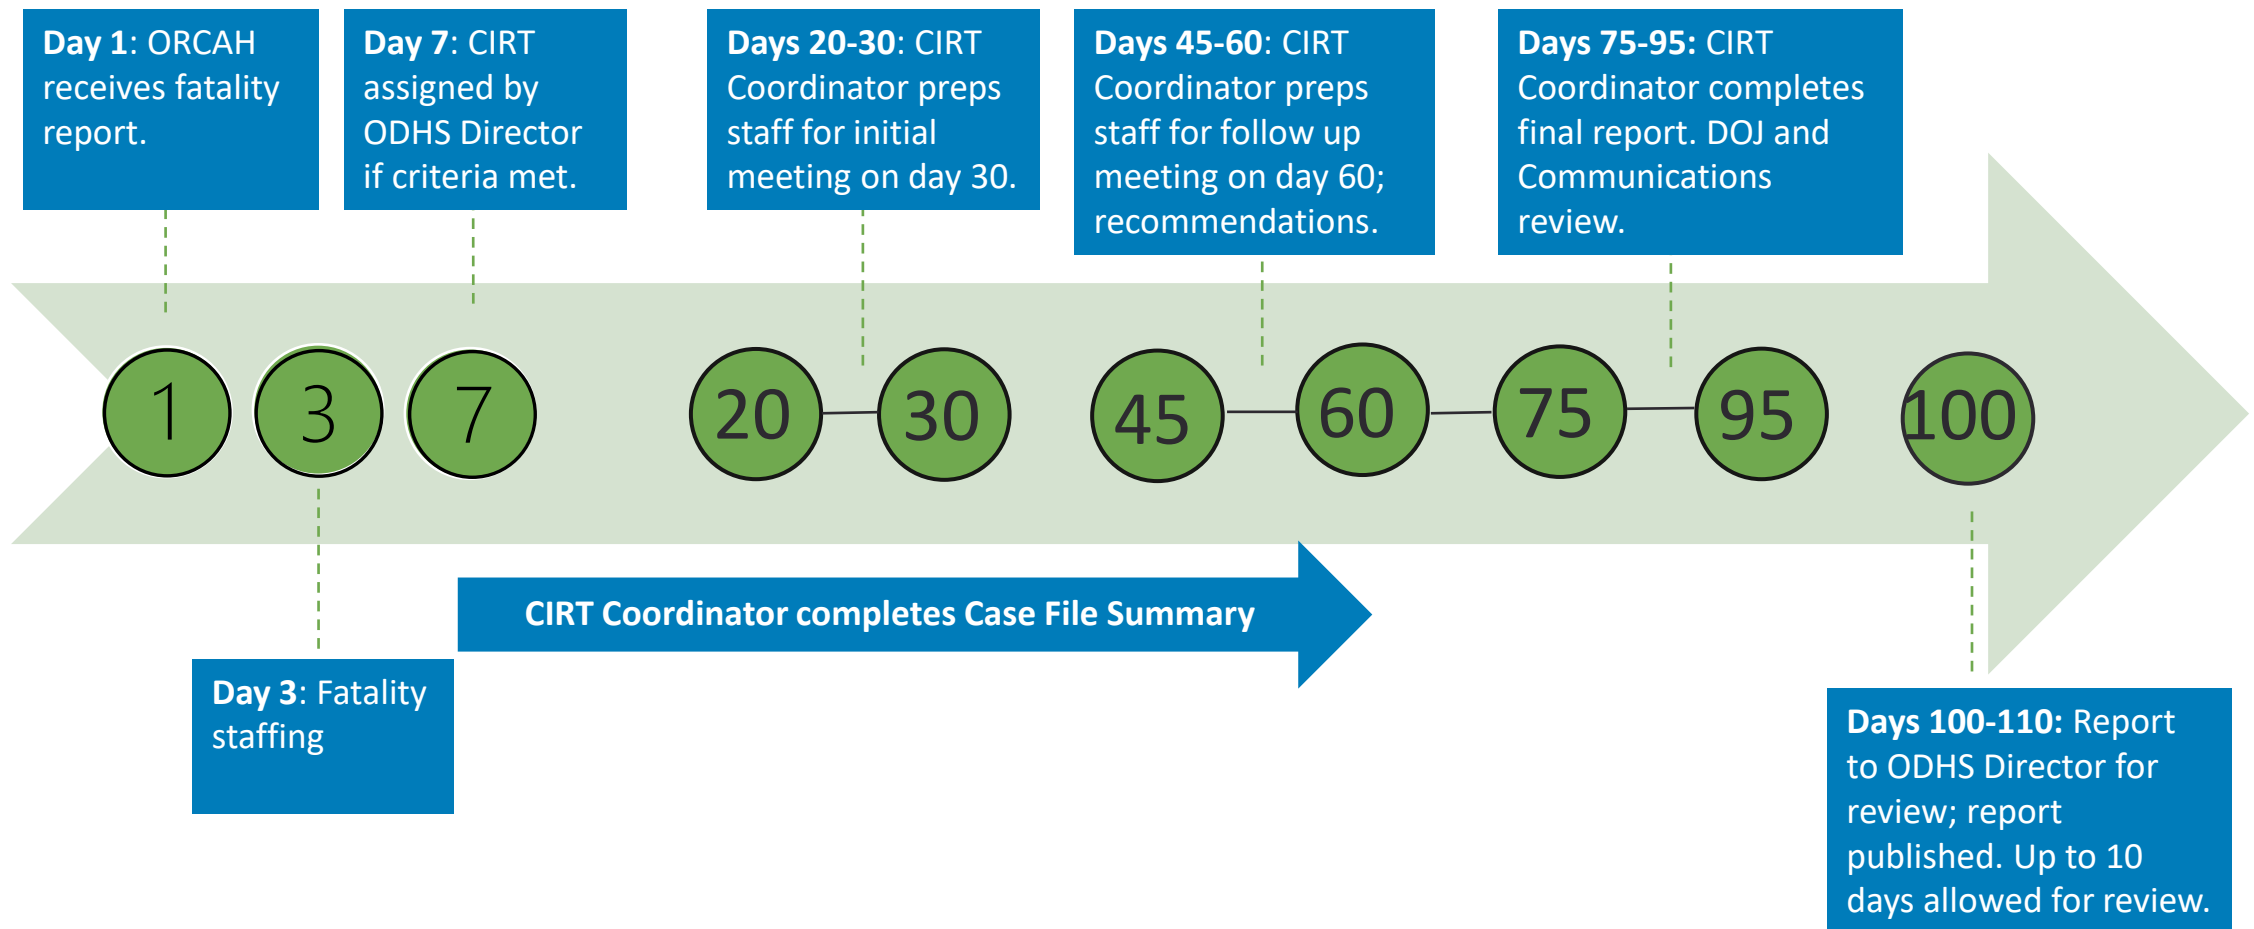 Day 1: ORCAH
receives fatality
report.
Day 7: CIRT
assigned by
ODHS Director
if criteria met.
Days 20-30: CIRT
Coordinator preps
staff for initial
meeting on day 30.
Days 45-60: CIRT
Coordinator preps
staff for follow up
meeting on day 60;
recommendations.
Days 75-95: CIRT
Coordinator completes
final report. DOJ and
Communications
review.
1
3
7
20
30
45
60
75
95
100
CIRT Coordinator completes Case File Summary
Day 3: Fatality
staffing
Days 100-110: Report
to ODHS Director for
review; report
published. Up to 10
days allowed for review.